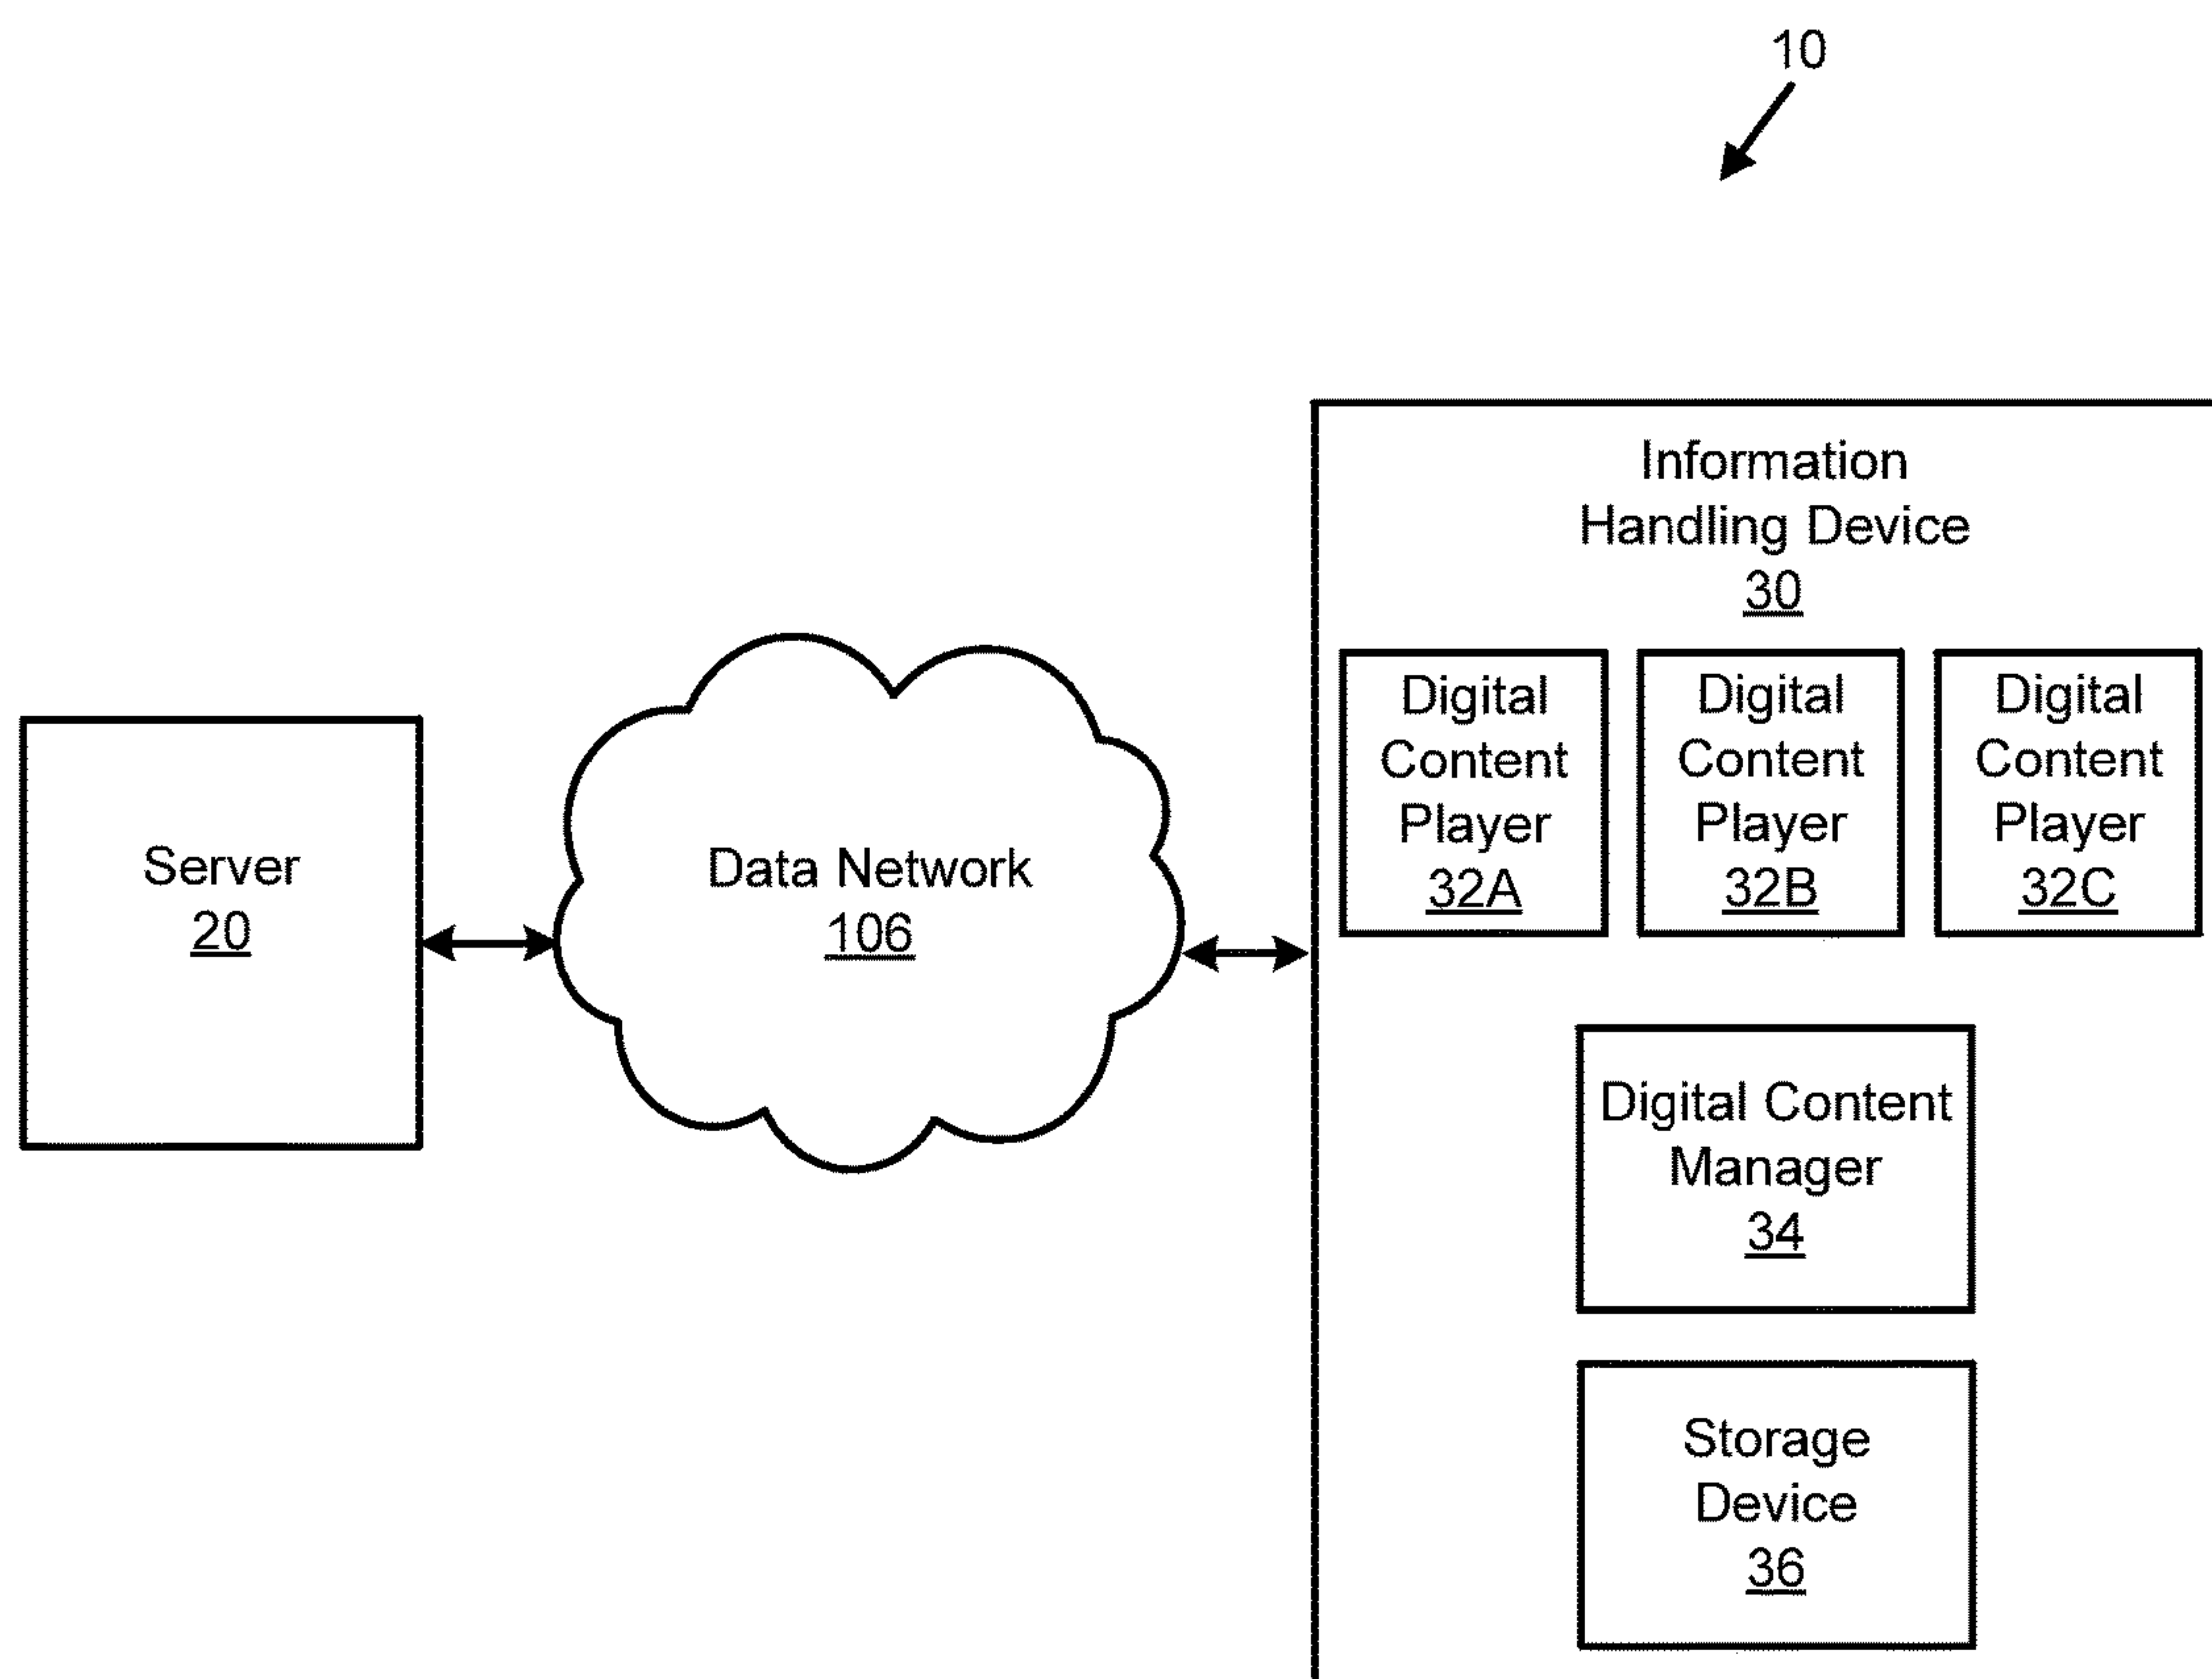 10
Information
Handling Device
30
Digital
Content
Player
32A
Digital
Content
Player
32B
Digital
Content
Player
32C
Server
20
Data Network
106
Digital Content
Manager
34
Storage
Device
36